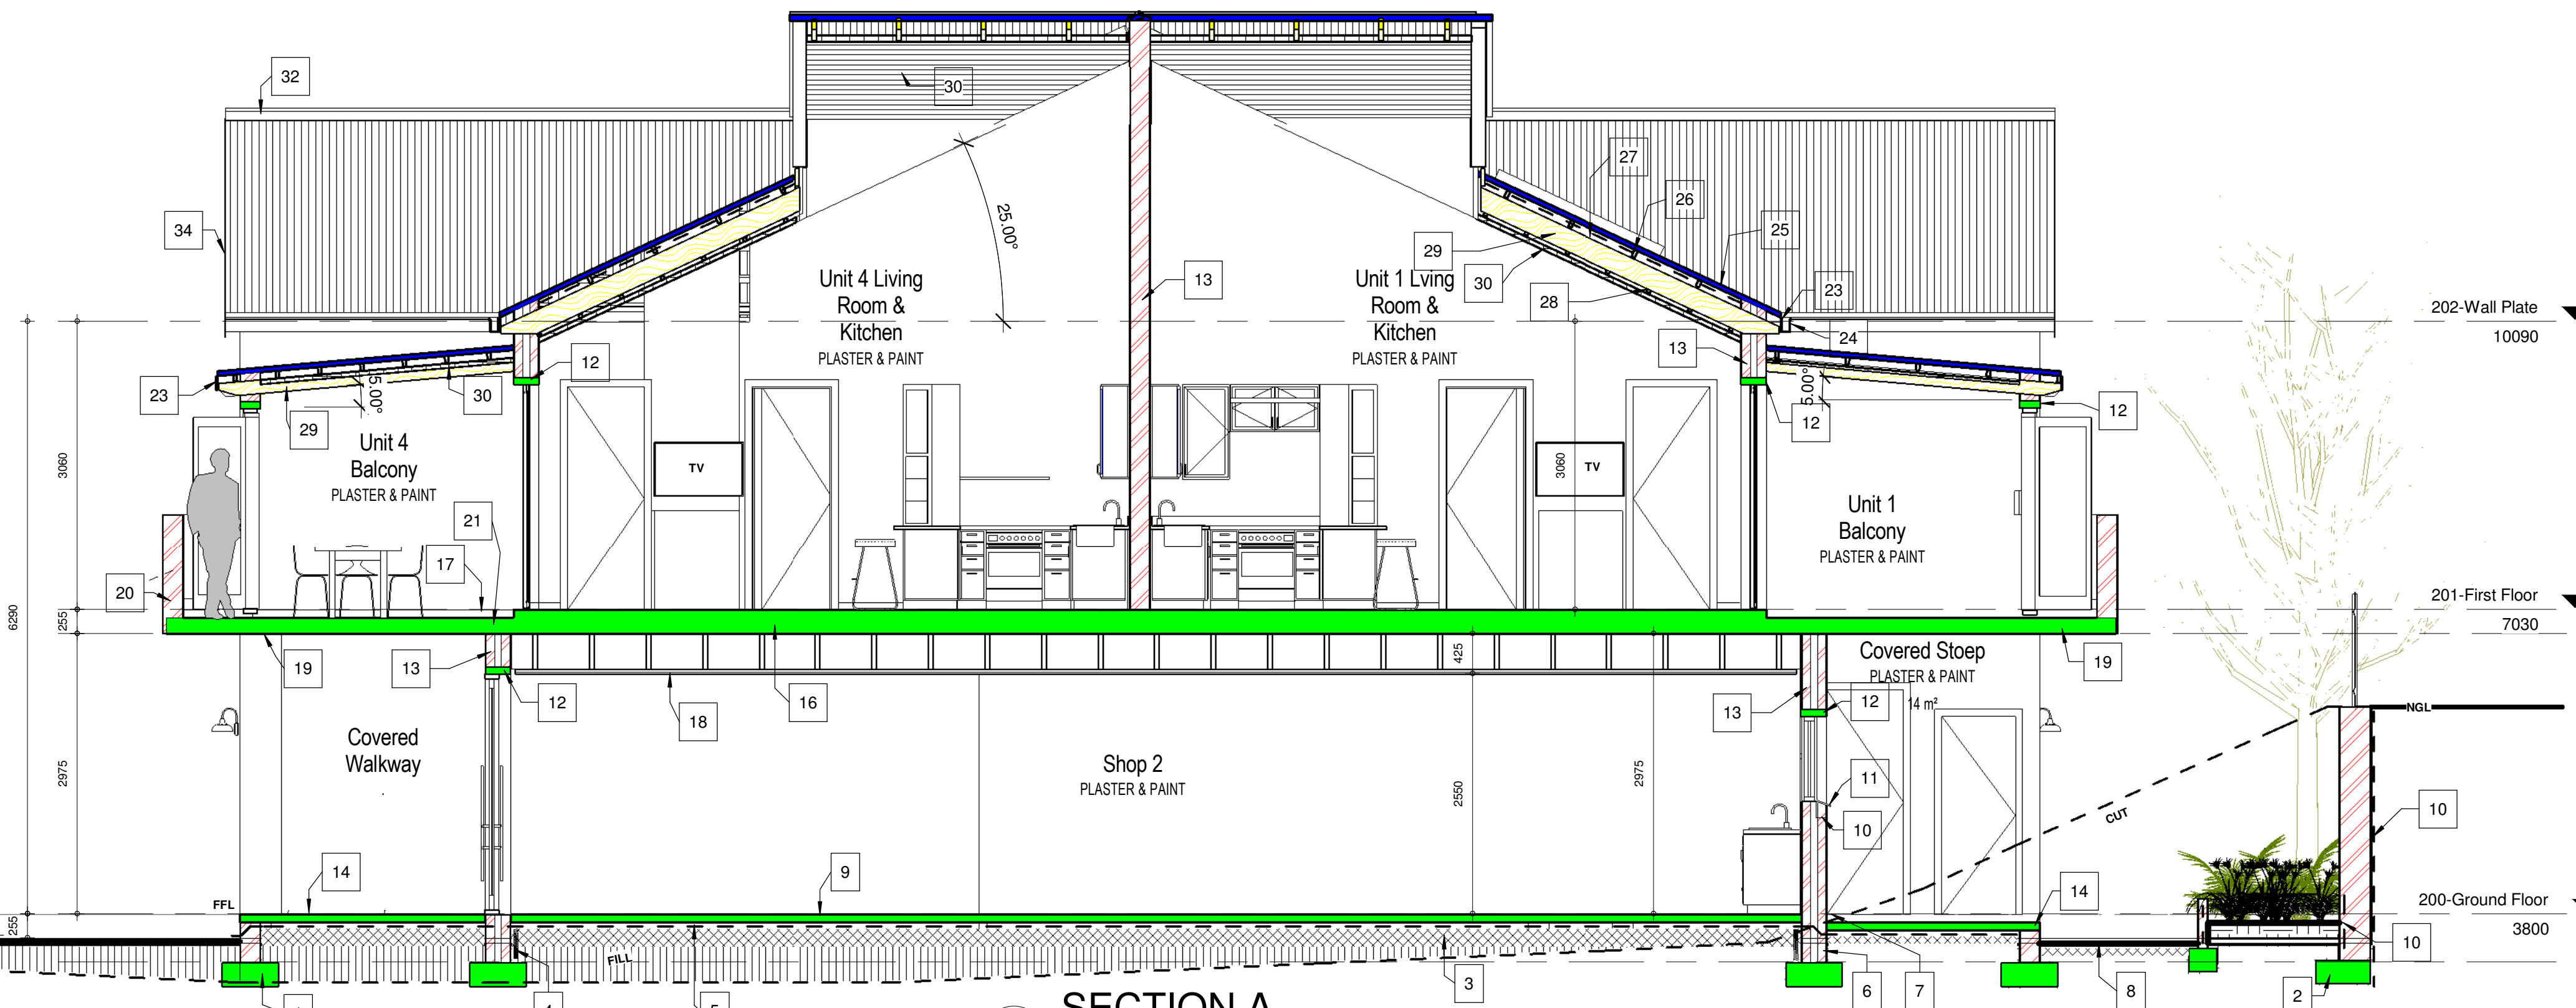 32
30
27
26
34
25.00°
25
29
30
Unit 4 Living
Room &
Kitchen
PLASTER & PAINT
13
Unit 1 Lving
Room &
Kitchen
PLASTER & PAINT
28
23
202-Wall Plate
10090
24
13
12
23
5.00°
30
29
5.00°
12
12
Unit 4
Balcony
PLASTER & PAINT
3060
TV
3060
TV
Unit 1
Balcony
PLASTER & PAINT
21
17
20
201-First Floor
7030
6290
255
19
13
12
18
16
425
Covered Stoep
PLASTER & PAINT
14 m²
19
13
12
NGL
Covered
Walkway
2975
Shop 2
PLASTER & PAINT
2550
2975
11
10
CUT
10
14
9
14
FFL
200-Ground Floor
3800
255
FILL
10
3
6
7
8
2
SECTION A